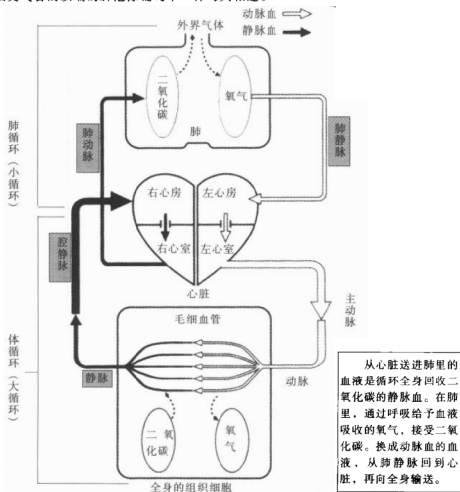 动脉血
静脉血
外界气体
二氧化碳
氧气
肺
肺循环（小循环）
肺动脉
肺静脉
右心房
左心房
右心室
左心室
心脏
腔静脉
主动脉
体循环（大循环）
毛细血管
静脉
动脉
二氧化碳
氧气
全身的组织细胞
从心脏送进肺里的
血液是循环全身回收二
氧化碳的静脉血。在肺
里，通过呼吸给予血液
吸收的氧气，接受二氧
化碳。换成动脉血的血
液，从肺静脉回到心
脏，再向全身输送。